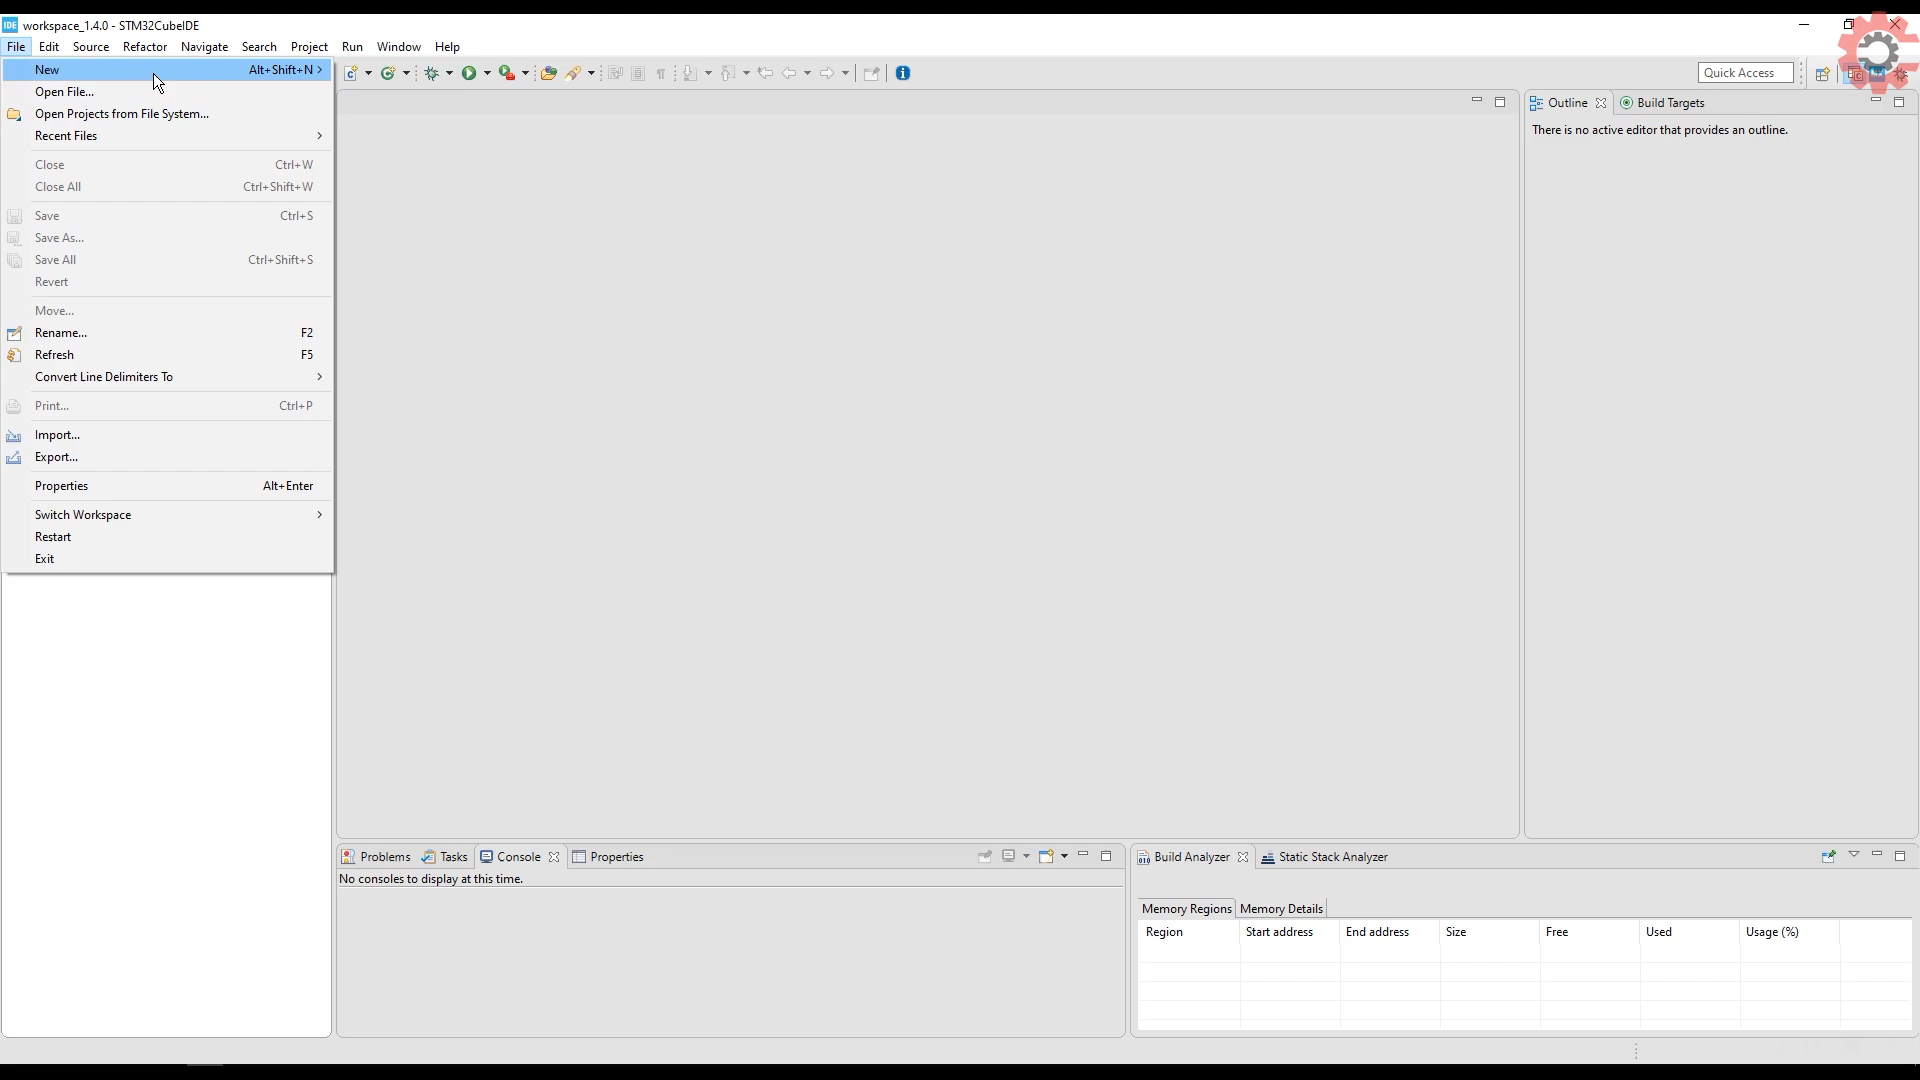 IDE workspace_1.4.0 - STM32CubeIDE
File Edit Source Refactor Navigate Search Project Run Window Help
New Alt+Shift+N >
Open File...
Open Projects from File System...
Recent Files >
Close Ctrl+W
Close All Ctrl+Shift+W
Save Ctrl+S
Save As...
Save All Ctrl+Shift+S
Revert
Move...
Rename... F2
Refresh F5
Convert Line Delimiters To >
Print... Ctrl+P
Import...
Export...
Properties Alt+Enter
Switch Workspace >
Restart
Exit
Quick Access
Outline Build Targets
There is no active editor that provides an outline.
Problems Tasks Console Properties
No consoles to display at this time.
Build Analyzer Static Stack Analyzer
Memory Regions Memory Details
Region Start address End address Size Free Used Usage (%)